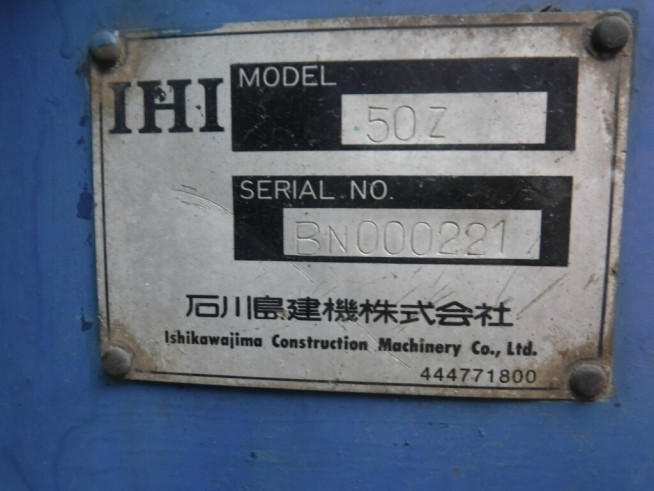 IHI
MODEL
50Z
SERIAL NO.
BN000221
石川島建機株式会社
Ishikawajima Construction Machinery Co., Ltd.
444771800